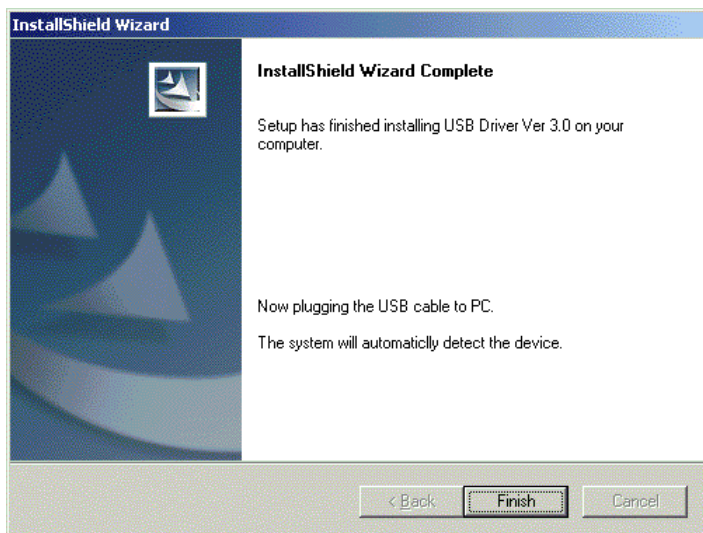 InstallShield Wizard
InstallShield Wizard Complete
Setup has finished installing USB Driver Ver 3.0 on your
computer.
Now plugging the USB cable to PC.
The system will automaticlly detect the device.
< Back
Finish
Cancel